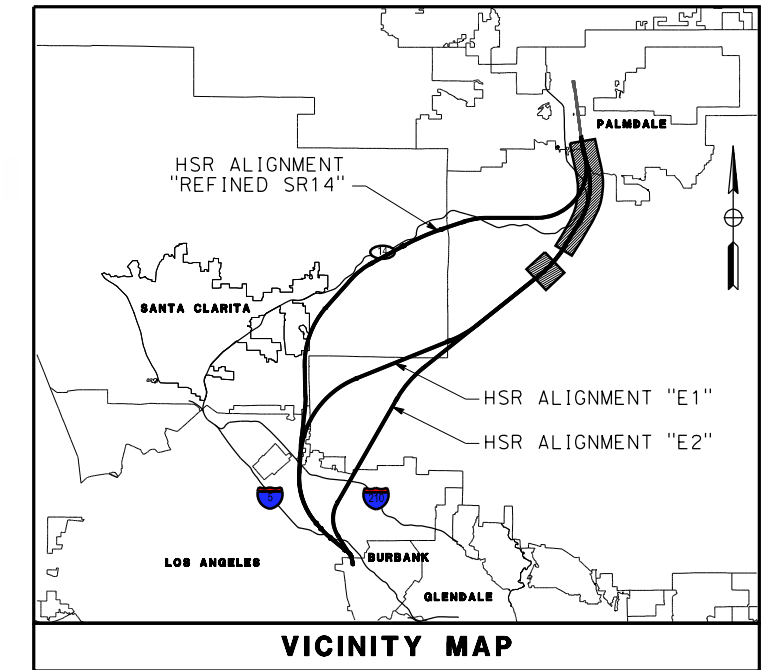 PALMDALE
HSR ALIGNMENT
"REFINED SR14"
14
SANTA CLARITA
HSR ALIGNMENT "E1"
HSR ALIGNMENT "E2"
5
210
LOS ANGELES
BURBANK
GLENDALE
VICINITY MAP